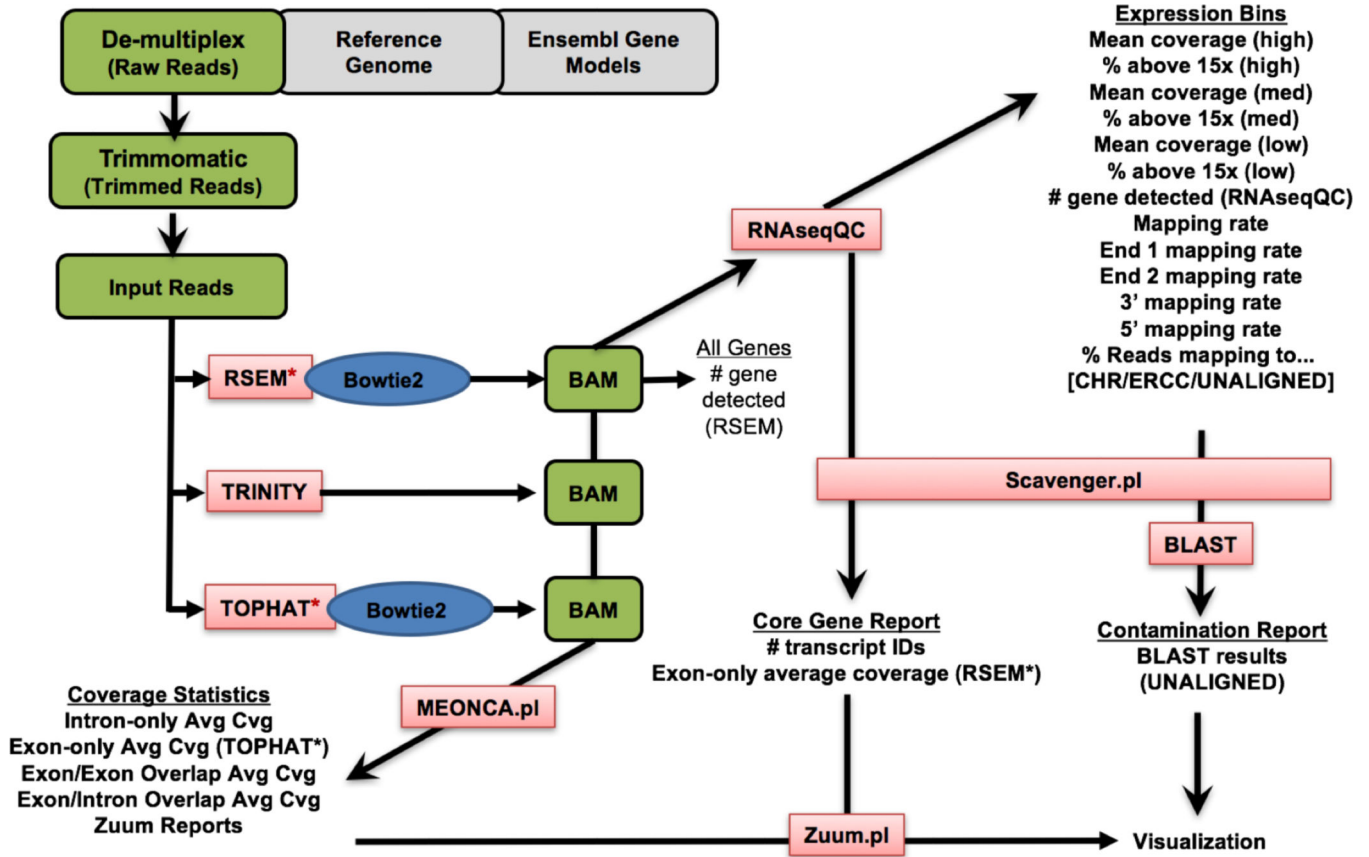 De-multiplex
(Raw Reads)
Reference
Genome
Ensembl Gene
Models
Trimmomatic
(Trimmed Reads)
Input Reads
RSEM*
Bowtie2
BAM
All Genes
# gene
detected
(RSEM)
TRINITY
BAM
TOPHAT*
Bowtie2
BAM
MEONCA.pl
Coverage Statistics
Intron-only Avg Cvg
Exon-only Avg Cvg (TOPHAT*)
Exon/Exon Overlap Avg Cvg
Exon/Intron Overlap Avg Cvg
Zuum Reports
RNAseqQC
Expression Bins
Mean coverage (high)
% above 15x (high)
Mean coverage (med)
% above 15x (med)
Mean coverage (low)
% above 15x (low)
# gene detected (RNAseqQC)
Mapping rate
End 1 mapping rate
End 2 mapping rate
3’ mapping rate
5’ mapping rate
% Reads mapping to...
[CHR/ERCC/UNALIGNED]
Scavenger.pl
BLAST
Core Gene Report
# transcript IDs
Exon-only average coverage (RSEM*)
Contamination Report
BLAST results
(UNALIGNED)
Zuum.pl
Visualization